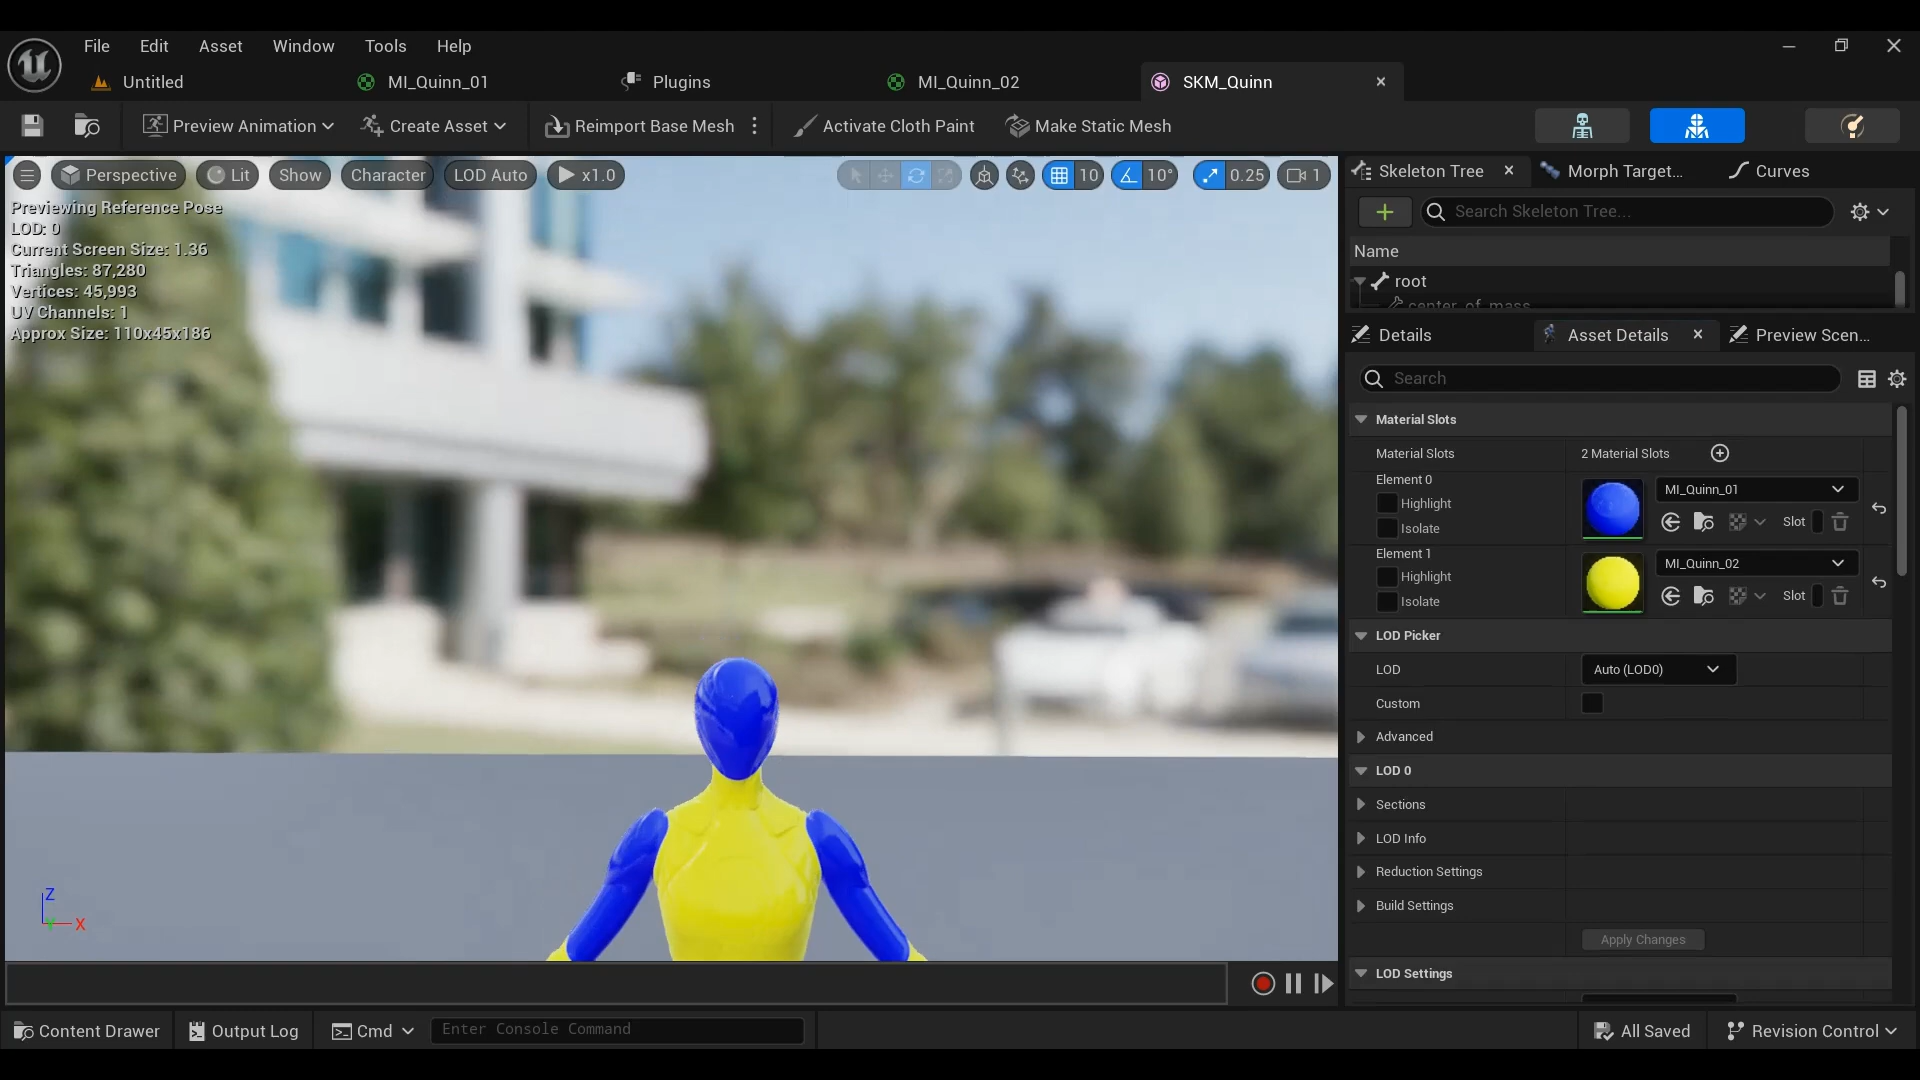 File Edit Asset Window Tools Help
Untitled MI_Quinn_01 Plugins MI_Quinn_02 SKM_Quinn
Preview Animation Create Asset Reimport Base Mesh Activate Cloth Paint Make Static Mesh
Perspective Lit Show Character LOD Auto x1.0 10 10° 0.25 1
Previewing Reference Pose
LOD: 0
Current Screen Size: 1.36
Triangles: 87,280
Vertices: 45,993
UV Channels: 1
Approx Size: 110x45x186
Z
Y X
Skeleton Tree Morph Target... Curves
Search Skeleton Tree...
Name
root
center_of_mass
Details Asset Details Preview Scen...
Search
Material Slots
Material Slots 2 Material Slots
Element 0
Highlight
Isolate
MI_Quinn_01
Slot
Element 1
Highlight
Isolate
MI_Quinn_02
Slot
LOD Picker
LOD Auto (LOD0)
Custom
Advanced
LOD 0
Sections
LOD Info
Reduction Settings
Build Settings
Apply Changes
LOD Settings
Content Drawer Output Log Cmd Enter Console Command All Saved Revision Control